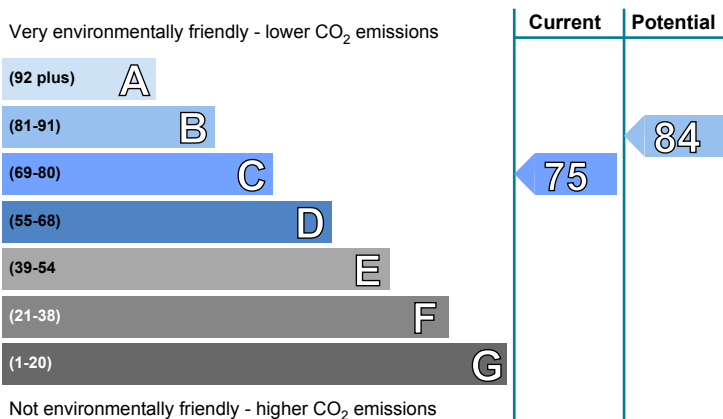 Very environmentally friendly - lower CO2 emissions
Current
Potential
(92 plus) A
(81-91) B
(69-80) C
(55-68) D
(39-54 E
(21-38) F
(1-20) G
84
75
Not environmentally friendly - higher CO2 emissions